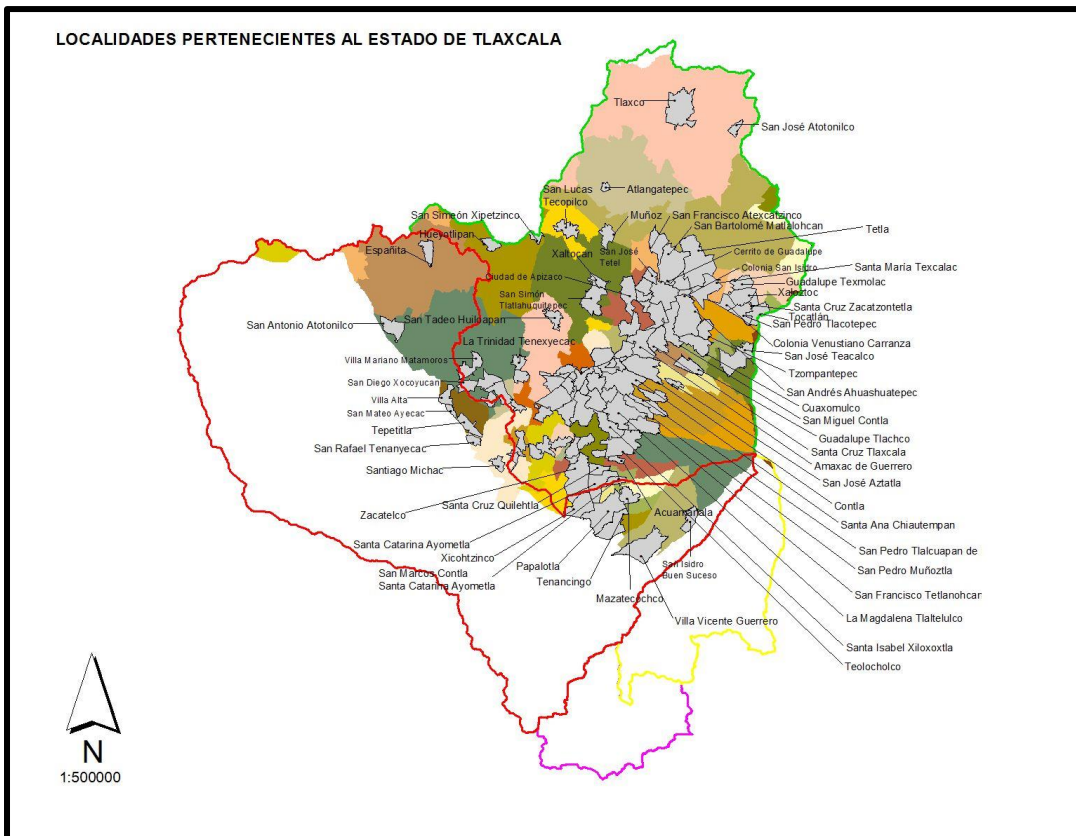 LOCALIDADES PERTENECIENTES AL ESTADO DE TLAXCALA
Tlaxco
San José Atotonilco
San Lucas
Tecopilco
Atlangatepec
San Simeón Xipetzinco
Muñoz
San Francisco Atexcatzinco
San Bartolomé Matlalohcan
Tetla
Hueyotlipan
Españita
Xaltocan
San José
Tetel
Cerrito de Guadalupe
Colonia San Isidro
Santa María Texcalac
Ciudad de Apizaco
Guadalupe Texmolac
Xaloztoc
San Simón
Tlatlahuquitepec
Santa Cruz Zacatzontetla
Tocatlán
San Antonio Atotonilco
San Tadeo Huiloapan
San Pedro Tlacotepec
La Trinidad Tenexyecac
Colonia Venustiano Carranza
Villa Mariano Matamoros
San José Teacalco
Tzompantepec
San Diego Xocoyucan
San Andrés Ahuashuatepec
Villa Alta
Cuaxomulco
San Mateo Ayecac
San Miguel Contla
Tepetitla
Guadalupe Tlachco
San Rafael Tenanyecac
Santa Cruz Tlaxcala
Santiago Michac
Amaxac de Guerrero
San José Aztatla
Zacatelco
Santa Cruz Quilehtla
Acuamanala
Contla
Santa Ana Chiautempan
Santa Catarina Ayometla
Xicohtzinco
San Pedro Tlalcuapan de
San Marcos Contla
Papalotla
San Isidro
Buen Suceso
San Pedro Muñoztla
Santa Catarina Ayometla
Tenancingo
San Francisco Tetlanohcan
Mazatecochco
La Magdalena Tlaltelulco
Villa Vicente Guerrero
Santa Isabel Xiloxoxtla
Teolocholco
N
1:500000